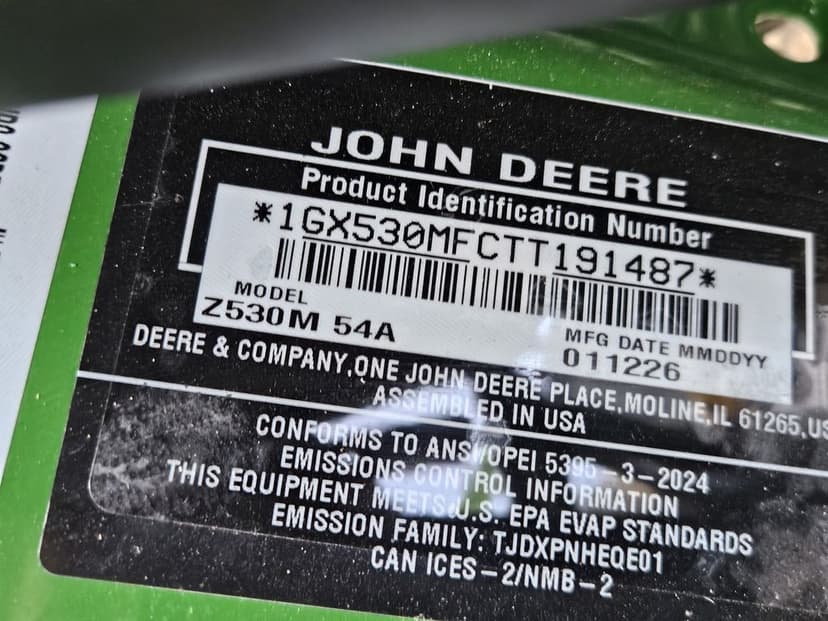 JOHN DEERE
Product Identification Number
*1GX530MFCTT191487*
MODEL
Z530M 54A
MFG DATE MMDDYY
011226
DEERE & COMPANY,ONE JOHN DEERE PLACE,MOLINE,IL 61265,US
ASSEMBLED IN USA
CONFORMS TO ANSI/OPEI 5395-3-2024
EMISSIONS CONTROL INFORMATION
THIS EQUIPMENT MEETS U.S. EPA EVAP STANDARDS
EMISSION FAMILY: TJDXPNHEQE01
CAN ICES-2/NMB-2